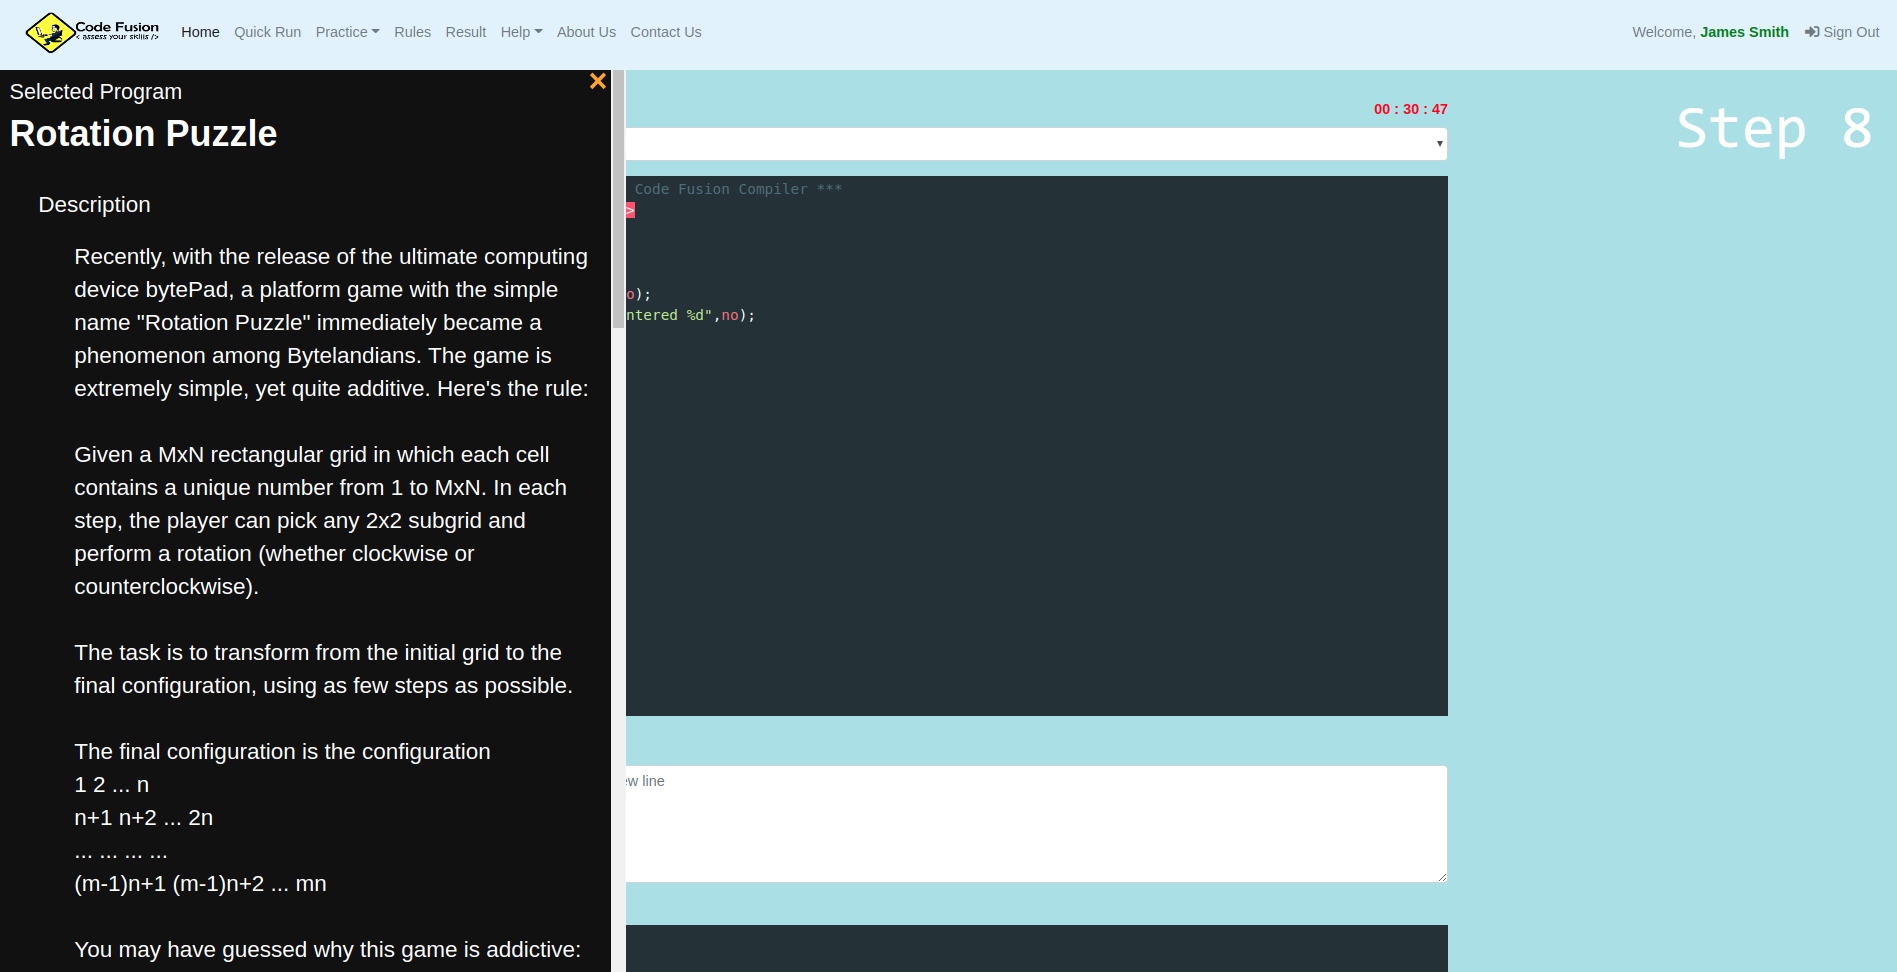 Code Fusion
< assess your skills />
Home Quick Run Practice Rules Result Help About Us Contact Us
Welcome, James Smith Sign Out
Selected Program
Rotation Puzzle
Description
Recently, with the release of the ultimate computing
device bytePad, a platform game with the simple
name "Rotation Puzzle" immediately became a
phenomenon among Bytelandians. The game is
extremely simple, yet quite additive. Here's the rule:
Given a MxN rectangular grid in which each cell
contains a unique number from 1 to MxN. In each
step, the player can pick any 2x2 subgrid and
perform a rotation (whether clockwise or
counterclockwise).
The task is to transform from the initial grid to the
final configuration, using as few steps as possible.
The final configuration is the configuration
1 2 ... n
n+1 n+2 ... 2n
... ... ... ...
(m-1)n+1 (m-1)n+2 ... mn
You may have guessed why this game is addictive:
00 : 30 : 47
Code Fusion Compiler ***
>
o);
ntered %d",no);
ew line
Step 8